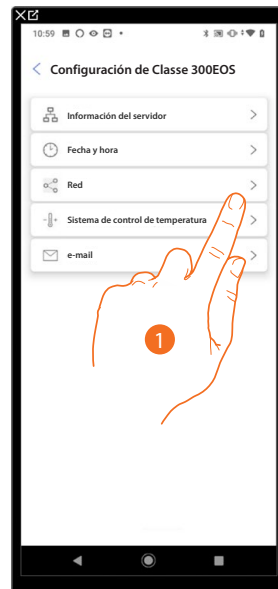 10:59
Configuración de Classe 300EOS
Información del servidor
Fecha y hora
Red
Sistema de control de temperatura
e-mail
1